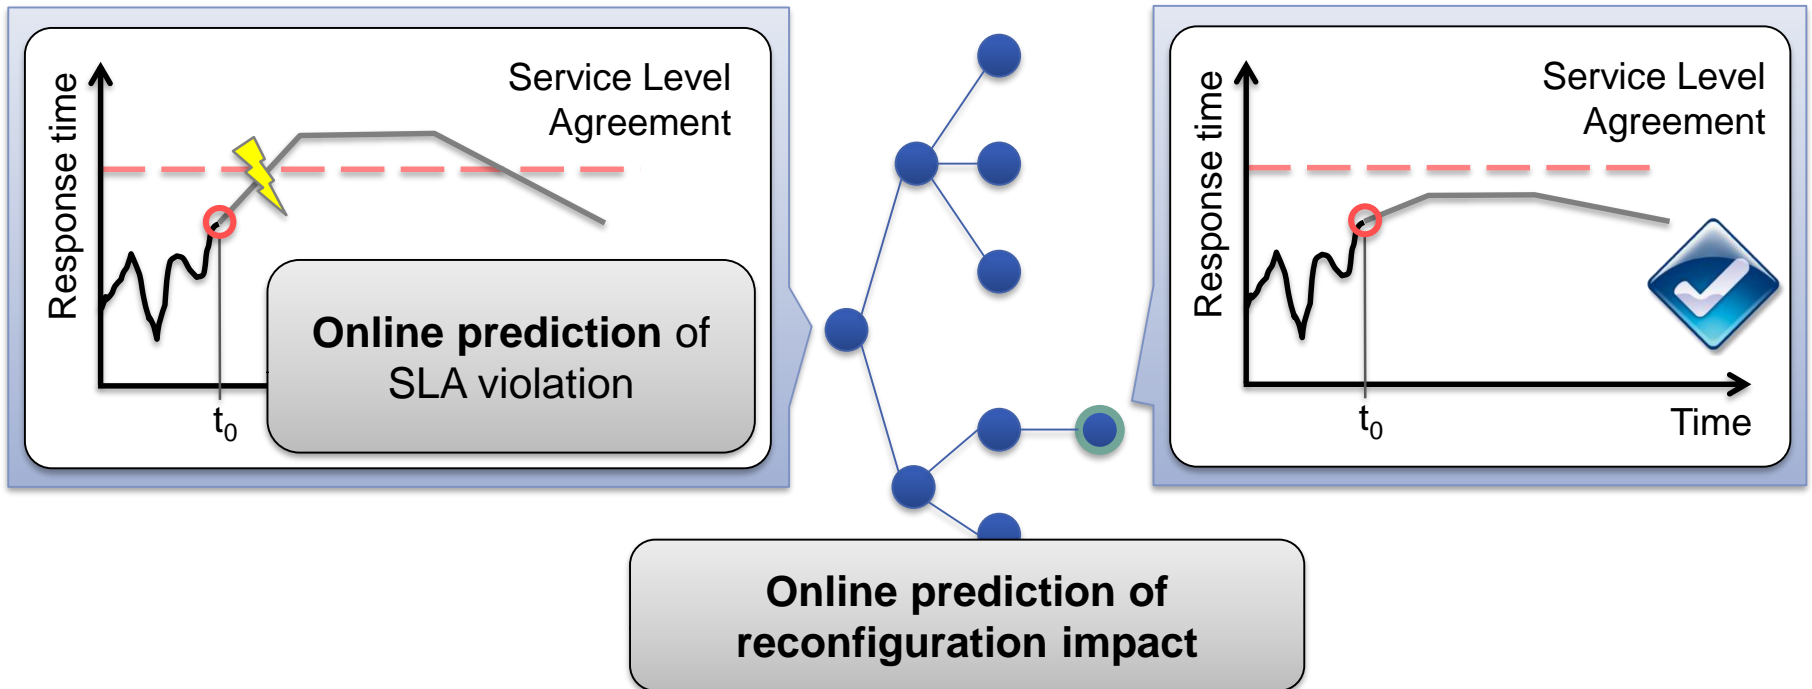 Response time
Service Level
Agreement
Online prediction of
SLA violation
t0
Response time
Service Level
Agreement
t0
Time
Online prediction of
reconfiguration impact